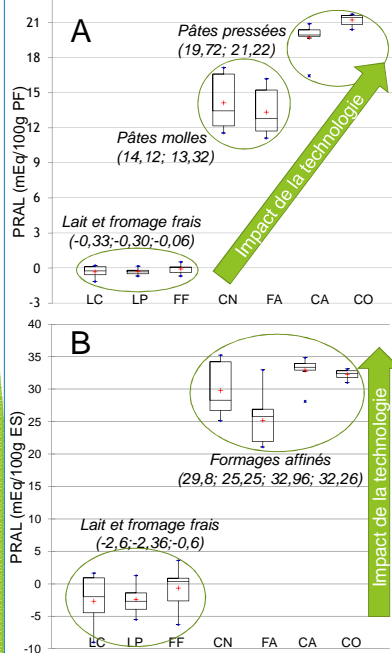 A
PRAL (mEq/100g PF)
21
18
15
12
9
6
3
0
-3
Pâtes pressées
(19,72; 21,22)
Pâtes molles
(14,12; 13,32)
Lait et fromage frais
(-0,33;-0,30;-0,06)
Impact de la technologie
LC LP FF CN FA CA CO
B
PRAL (mEq/100g ES)
40
35
30
25
20
15
10
5
0
-5
-10
Formages affinés
(29,8; 25,25; 32,96; 32,26)
Lait et fromage frais
(-2,6;-2,36;-0,6)
Impact de la technologie
LC LP FF CN FA CA CO